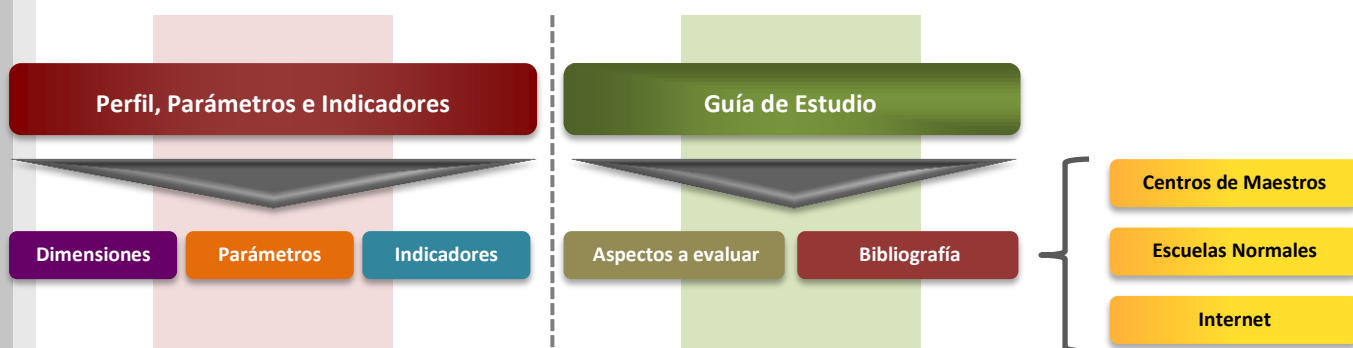 Perfil, Parámetros e Indicadores
Guía de Estudio
Dimensiones
Parámetros
Indicadores
Aspectos a evaluar
Bibliografía
Centros de Maestros
Escuelas Normales
Internet